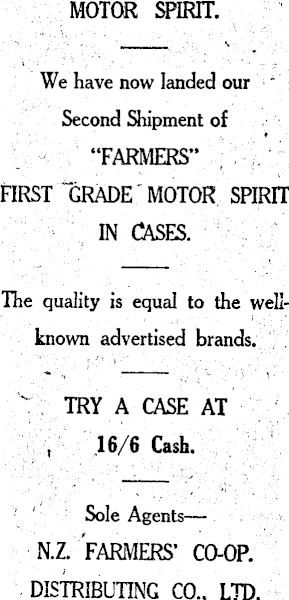 MOTOR SPIRIT.
We have now landed our
Second Shipment of
"FARMERS"
FIRST GRADE MOTOR SPIRIT
IN CASES.
The quality is equal to the well-
known advertised brands.
TRY A CASE AT
16/6 Cash.
Sole Agents—
N.Z. FARMERS' CO-OP.
DISTRIBUTING CO., LTD.